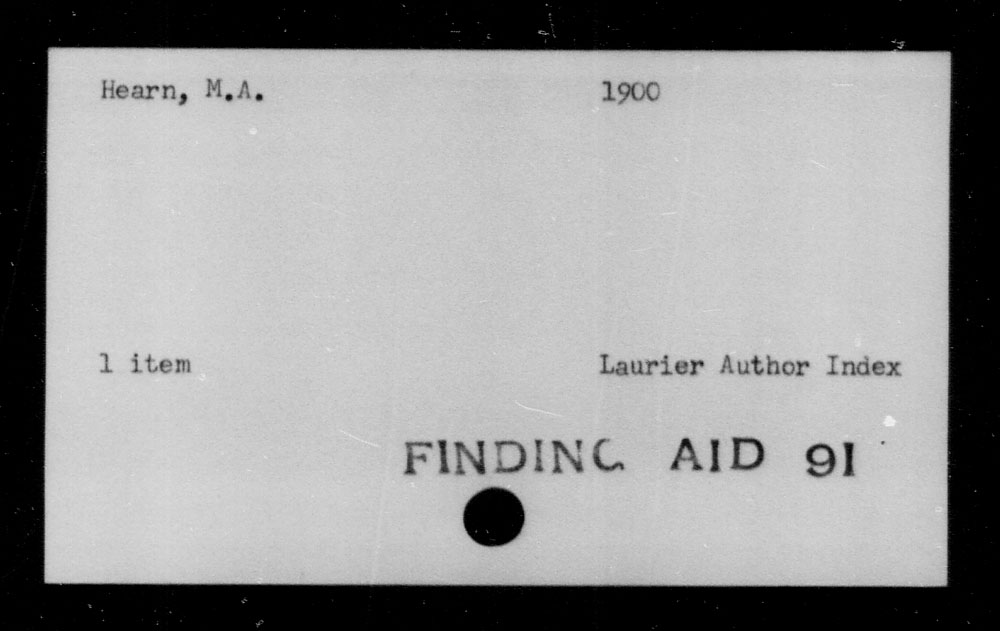 Hearn, M.A. 1900
1 item Laurier Author Index
FINDING AID 91